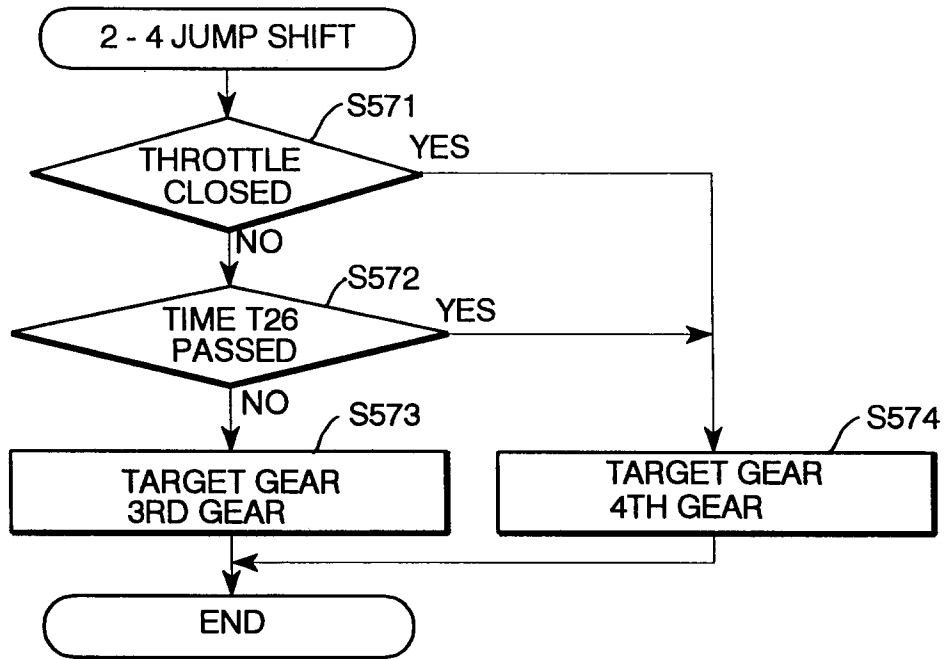 2 - 4 JUMP SHIFT
S571
THROTTLE
CLOSED
YES
NO
S572
TIME T26
PASSED
YES
NO
S573
TARGET GEAR
3RD GEAR
S574
TARGET GEAR
4TH GEAR
END